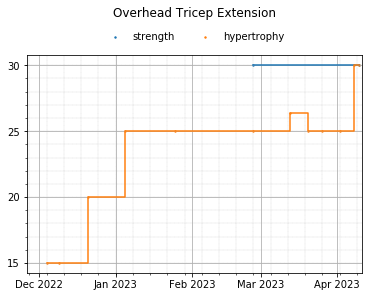 Overhead Tricep Extension
strength hypertrophy
30
25
20
15
Dec 2022 Jan 2023 Feb 2023 Mar 2023 Apr 2023